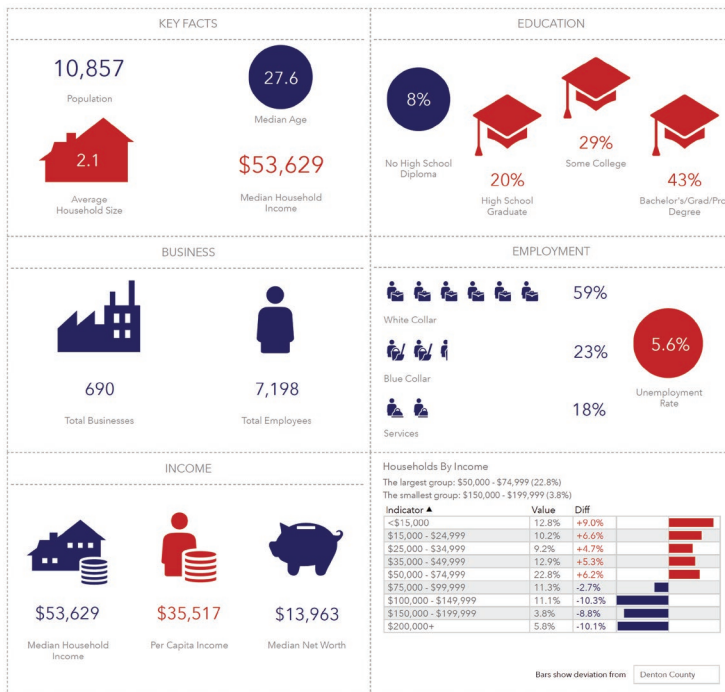 KEY FACTS
10,857
Population
27.6
Median Age
2.1
Average
Household Size
$53,629
Median Household
Income
EDUCATION
8%
No High School
Diploma
20%
High School
Graduate
29%
Some College
43%
Bachelor's/Grad/Pro
Degree
BUSINESS
690
Total Businesses
7,198
Total Employees
EMPLOYMENT
59%
White Collar
23%
Blue Collar
18%
Services
5.6%
Unemployment
Rate
INCOME
$53,629
Median Household
Income
$35,517
Per Capita Income
$13,963
Median Net Worth
Households By Income
The largest group: $50,000 - $74,999 (22.8%)
The smallest group: $150,000 - $199,999 (3.8%)
Indicator ▲ Value Diff
<$15,000 12.8% +9.0%
$15,000 - $24,999 10.2% +6.6%
$25,000 - $34,999 9.2% +4.7%
$35,000 - $49,999 12.9% +5.3%
$50,000 - $74,999 22.8% +6.2%
$75,000 - $99,999 11.3% -2.7%
$100,000 - $149,999 11.1% -10.3%
$150,000 - $199,999 3.8% -8.8%
$200,000+ 5.8% -10.1%
Bars show deviation from Denton County